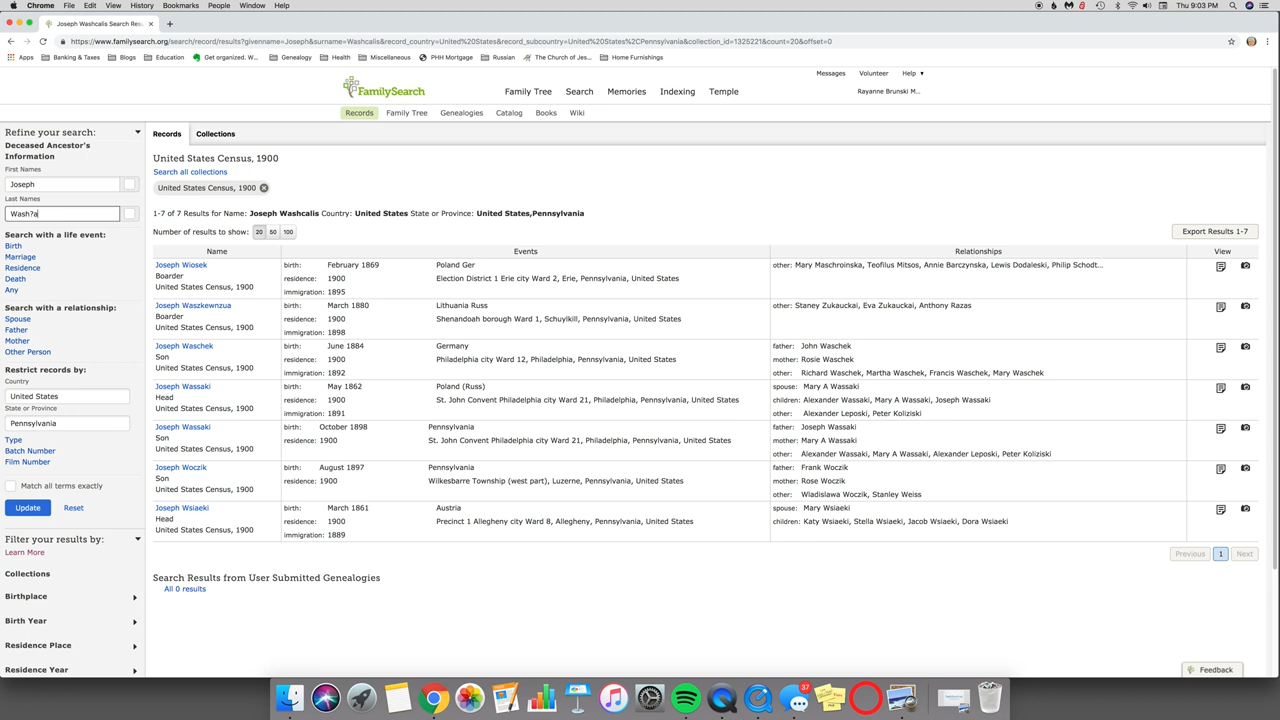 Chrome File Edit View History Bookmarks People Window Help
Thu 9:03 PM
Joseph Washcalis Search Resu
https://www.familysearch.org/search/record/results?givenname=Joseph&surname=Washcalis&record_country=United%20States&record_subcountry=United%20States%2CPennsylvania&collection_id=1325221&count=20&offset=0
Apps Banking & Taxes Blogs Education Get organized. W... Genealogy Health Miscellaneous PHH Mortgage Russian The Church of Jes... Home Furnishings
Messages Volunteer Help
FamilySearch Family Tree Search Memories Indexing Temple
Rayanne Brunski M...
Records Family Tree Genealogies Catalog Books Wiki
Refine your search:
Deceased Ancestor's
Information
First Names
Joseph
Last Names
Wash?a
Search with a life event:
Birth
Marriage
Residence
Death
Any
Search with a relationship:
Spouse
Father
Mother
Other Person
Restrict records by:
Country
United States
State or Province
Pennsylvania
Type
Batch Number
Film Number
Match all terms exactly
Update Reset
Filter your results by:
Learn More
Collections
Birthplace
Birth Year
Residence Place
Residence Year
Records Collections
United States Census, 1900
Search all collections
United States Census, 1900
1-7 of 7 Results for Name: Joseph Washcalis Country: United States State or Province: United States,Pennsylvania
Number of results to show: 20 50 100
Export Results 1-7
Name Events Relationships View
Joseph Wiosek birth: February 1869 Poland Ger other: Mary Maschroinska, Teofilus Mitsos, Annie Barczynska, Lewis Dodaleski, Philip Schodt...
Boarder residence: 1900 Election District 1 Erie city Ward 2, Erie, Pennsylvania, United States
United States Census, 1900 immigration: 1895
Joseph Waszkewnzua birth: March 1880 Lithuania Russ other: Staney Zukauckai, Eva Zukauckai, Anthony Razas
Boarder residence: 1900 Shenandoah borough Ward 1, Schuylkill, Pennsylvania, United States
United States Census, 1900 immigration: 1898
Joseph Waschek birth: June 1884 Germany father: John Waschek
Son residence: 1900 Philadelphia city Ward 12, Philadelphia, Pennsylvania, United States mother: Rosie Waschek
United States Census, 1900 immigration: 1892 other: Richard Waschek, Martha Waschek, Francis Waschek, Mary Waschek
Joseph Wassaki birth: May 1862 Poland (Russ) spouse: Mary A Wassaki
Head residence: 1900 St. John Convent Philadelphia city Ward 21, Philadelphia, Pennsylvania, United States children: Alexander Wassaki, Mary A Wassaki, Joseph Wassaki
United States Census, 1900 immigration: 1891 other: Alexander Leposki, Peter Koliziski
Joseph Wassaki birth: October 1898 Pennsylvania father: Joseph Wassaki
Son residence: 1900 St. John Convent Philadelphia city Ward 21, Philadelphia, Pennsylvania, United States mother: Mary A Wassaki
United States Census, 1900 other: Alexander Wassaki, Mary A Wassaki, Alexander Leposki, Peter Koliziski
Joseph Woczik birth: August 1897 Pennsylvania father: Frank Woczik
Son residence: 1900 Wilkesbarre Township (west part), Luzerne, Pennsylvania, United States mother: Rose Woczik
United States Census, 1900 other: Wladislawa Woczik, Stanley Weiss
Joseph Wsiaeki birth: March 1861 Austria spouse: Mary Wsiaeki
Head residence: 1900 Precinct 1 Allegheny city Ward 8, Allegheny, Pennsylvania, United States children: Katy Wsiaeki, Stella Wsiaeki, Jacob Wsiaeki, Dora Wsiaeki
United States Census, 1900 immigration: 1889
Previous 1 Next
Search Results from User Submitted Genealogies
All 0 results
Feedback
37